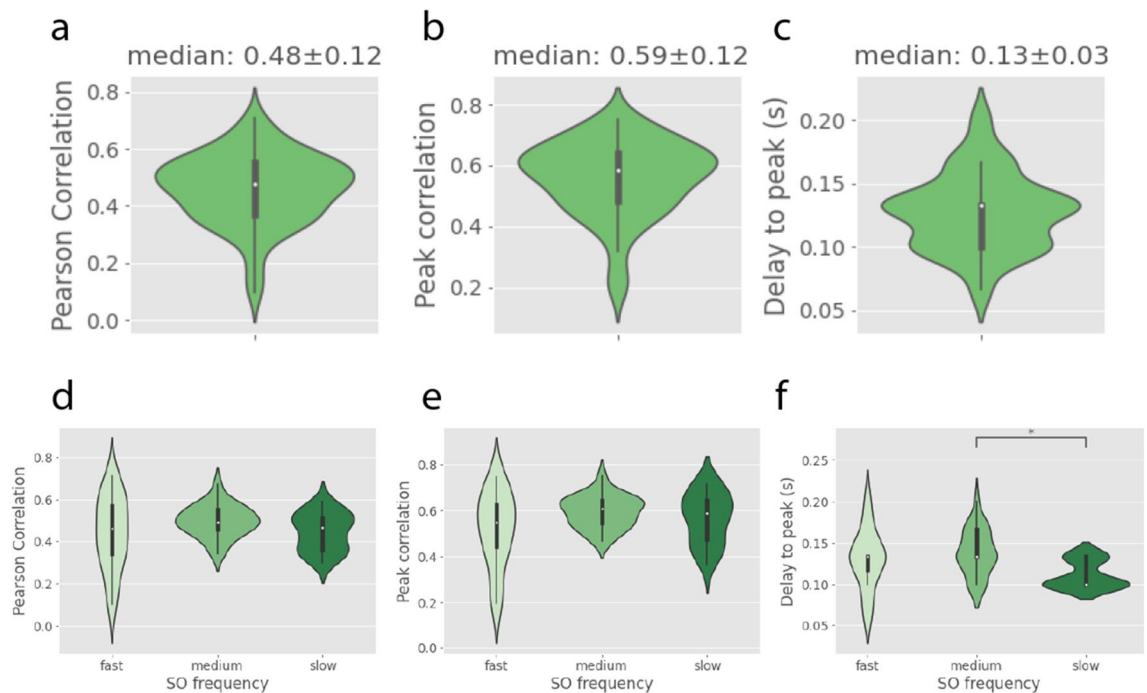 a
median: 0.48±0.12
Pearson Correlation
0.8
0.6
0.4
0.2
0.0
b
median: 0.59±0.12
Peak correlation
0.8
0.6
0.4
0.2
c
median: 0.13±0.03
Delay to peak (s)
0.20
0.15
0.10
0.05
d
Pearson Correlation
0.8
0.6
0.4
0.2
0.0
fast medium slow
SO frequency
e
Peak correlation
0.8
0.6
0.4
0.2
0.0
fast medium slow
SO frequency
f
*
Delay to peak (s)
0.25
0.20
0.15
0.10
0.05
fast medium slow
SO frequency